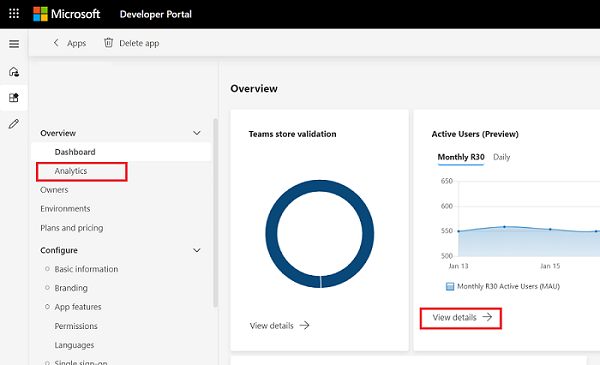 Microsoft Developer Portal
Apps Delete app
Overview
Dashboard
Analytics
Owners
Environments
Plans and pricing
Configure
Basic information
Branding
App features
Permissions
Languages
Single sign-on
Overview
Teams store validation
View details
Active Users (Preview)
Monthly R30 Daily
650
600
550
500
Jan 13 Jan 15
Monthly R30 Active Users (MAU)
View details